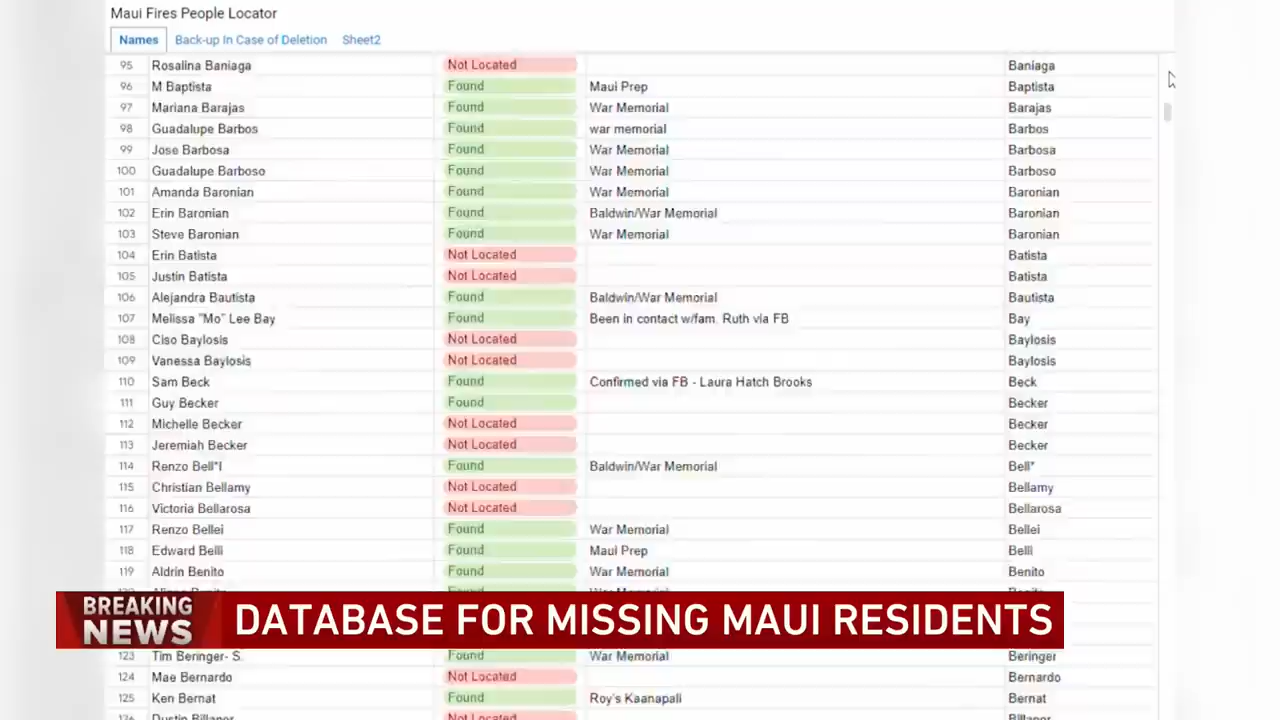 Maui Fires People Locator
Names Back-up In Case of Deletion Sheet2
95 Rosalina Baniaga Not Located Baniaga
96 M Baptista Found Maui Prep Baptista
97 Mariana Barajas Found War Memorial Barajas
98 Guadalupe Barbos Found war memorial Barbos
99 Jose Barbosa Found War Memorial Barbosa
100 Guadalupe Barboso Found War Memorial Barboso
101 Amanda Baronian Found War Memorial Baronian
102 Erin Baronian Found Baldwin/War Memorial Baronian
103 Steve Baronian Found War Memorial Baronian
104 Erin Batista Not Located Batista
105 Justin Batista Not Located Batista
106 Alejandra Bautista Found Baldwin/War Memorial Bautista
107 Melissa "Mo" Lee Bay Found Been in contact w/fam. Ruth via FB Bay
108 Ciso Baylosis Not Located Baylosis
109 Vanessa Baylosis Not Located Baylosis
110 Sam Beck Found Confirmed via FB - Laura Hatch Brooks Beck
111 Guy Becker Found Becker
112 Michelle Becker Not Located Becker
113 Jeremiah Becker Not Located Becker
114 Renzo Bell*l Found Baldwin/War Memorial Bell*
115 Christian Bellamy Not Located Bellamy
116 Victoria Bellarosa Not Located Bellarosa
117 Renzo Bellei Found War Memorial Bellei
118 Edward Belli Found Maui Prep Belli
119 Aldrin Benito Found War Memorial Benito
BREAKING NEWS
DATABASE FOR MISSING MAUI RESIDENTS
123 Tim Beringer- S. Found War Memorial Beringer
124 Mae Bernardo Not Located Bernardo
125 Ken Bernat Found Roy's Kaanapali Bernat